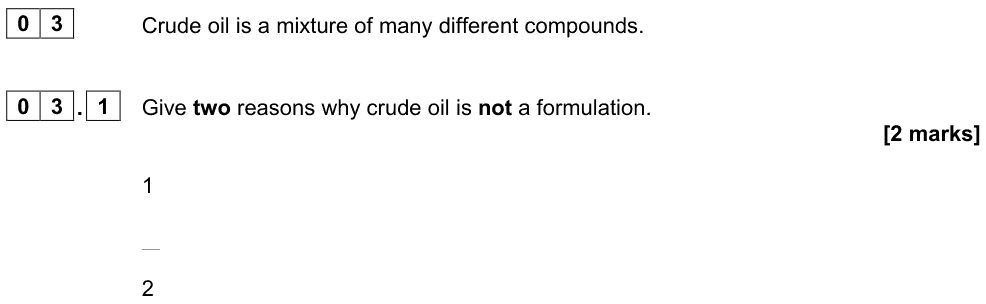 0 3 Crude oil is a mixture of many different compounds.
0 3 . 1 Give two reasons why crude oil is not a formulation.
[2 marks]
1
2